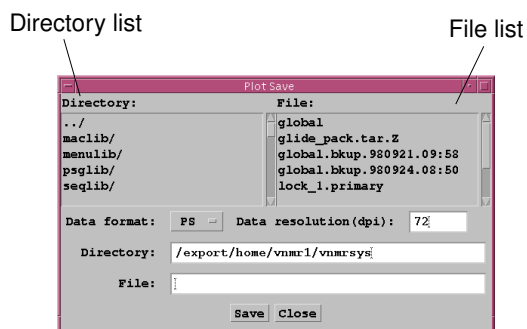 Directory list
File list
Plot Save
Directory: File:
../ global
maclib/ glide_pack.tar.Z
menulib/ global.bkup.980921.09:58
psglib/ global.bkup.980924.08:50
seqlib/ lock_1.primary
Data format: PS Data resolution(dpi): 72
Directory: /export/home/vnmr1/vnmrsys
File:
Save Close